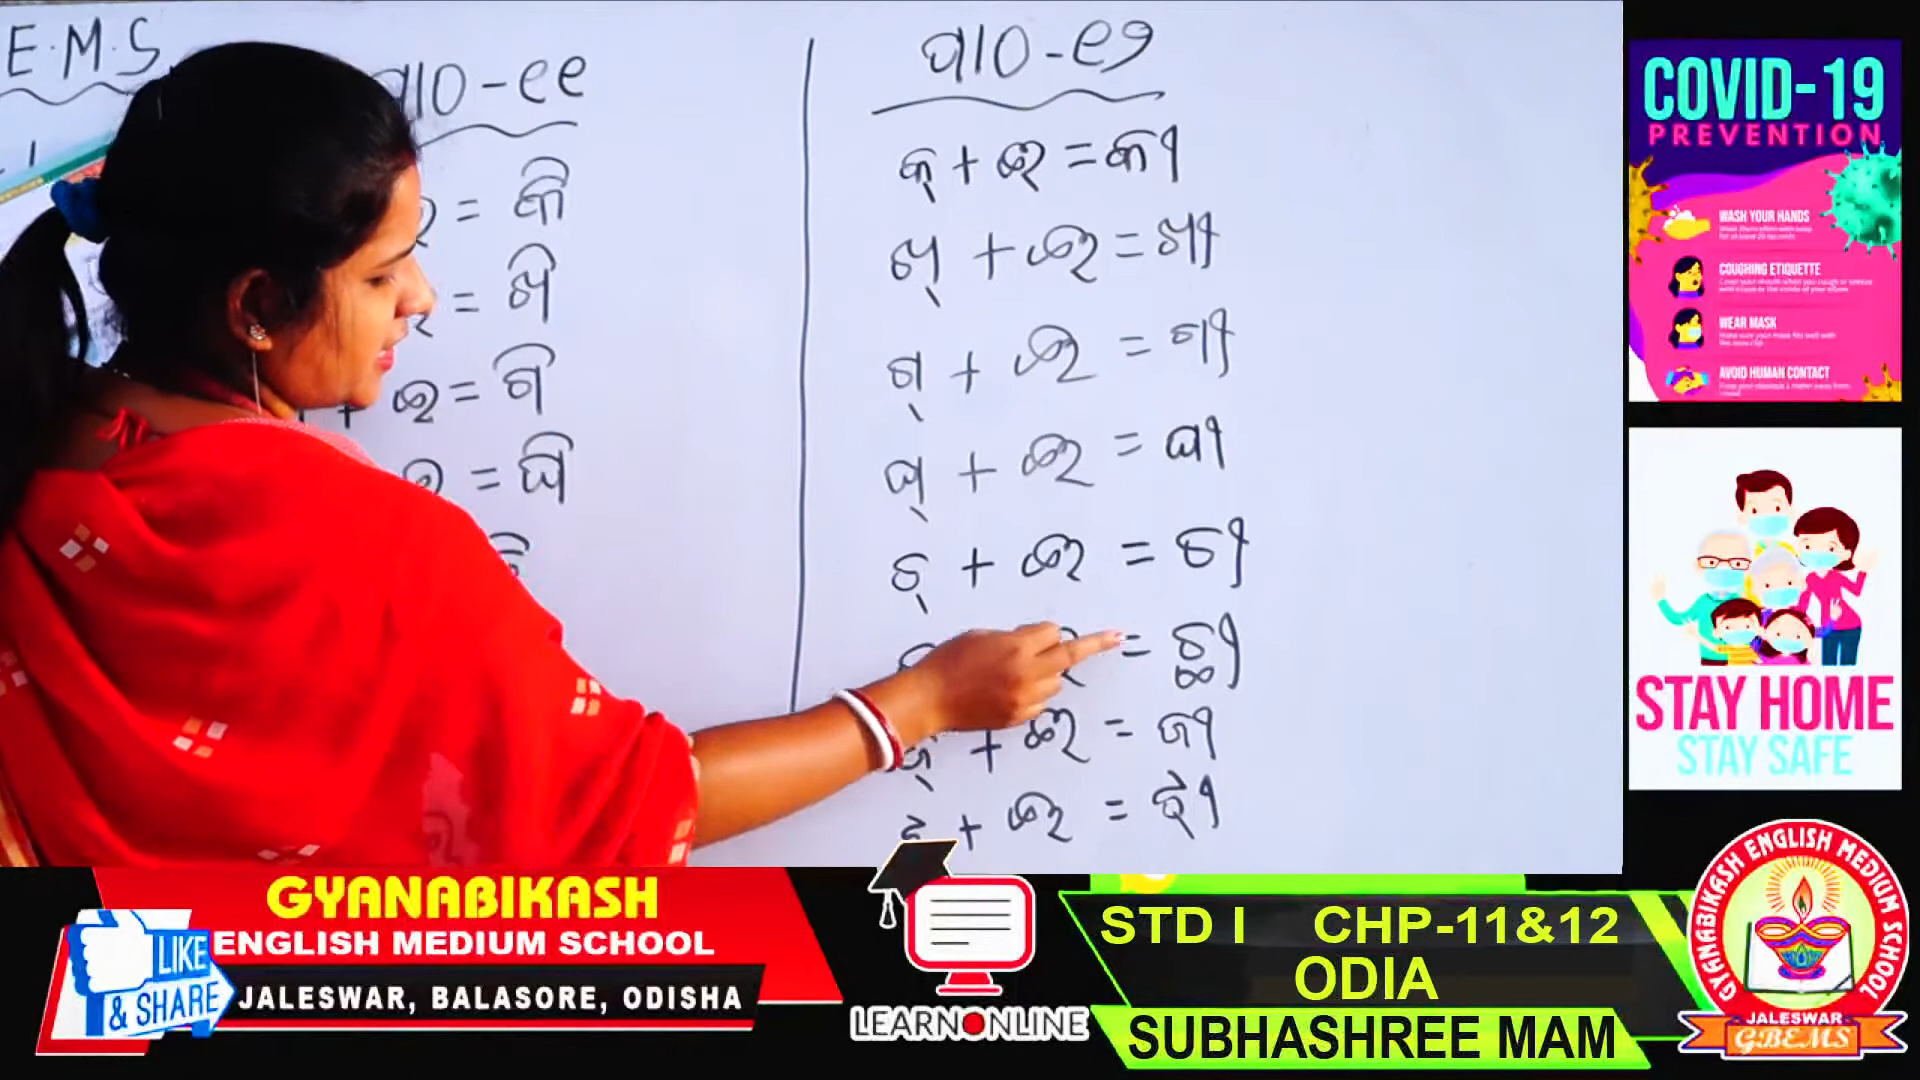 E.M.S
ପାଠ - ୧୧
= କି
= ଖି
+ ଇ = ଗି
= ଘି
ପାଠ - ୧୨
କ୍ + ଈ = କୀ
ଖ୍ + ଈ = ଖୀ
ଗ୍ + ଈ = ଗୀ
ଘ୍ + ଈ = ଘୀ
ଚ୍ + ଈ = ଚୀ
= ଛୀ
ଜ୍ + ଈ = ଜୀ
+ ଈ = ଝୀ
COVID-19
PREVENTION
WASH YOUR HANDS
COUGHING ETIQUETTE
WEAR MASK
AVOID HUMAN CONTACT
STAY HOME
STAY SAFE
GYANABIKASH
ENGLISH MEDIUM SCHOOL
JALESWAR, BALASORE, ODISHA
LIKE
& SHARE
LEARNONLINE
STD I CHP-11&12
ODIA
SUBHASHREE MAM
GYANABIKASH ENGLISH MEDIUM SCHOOL
JALESWAR
GBEMS